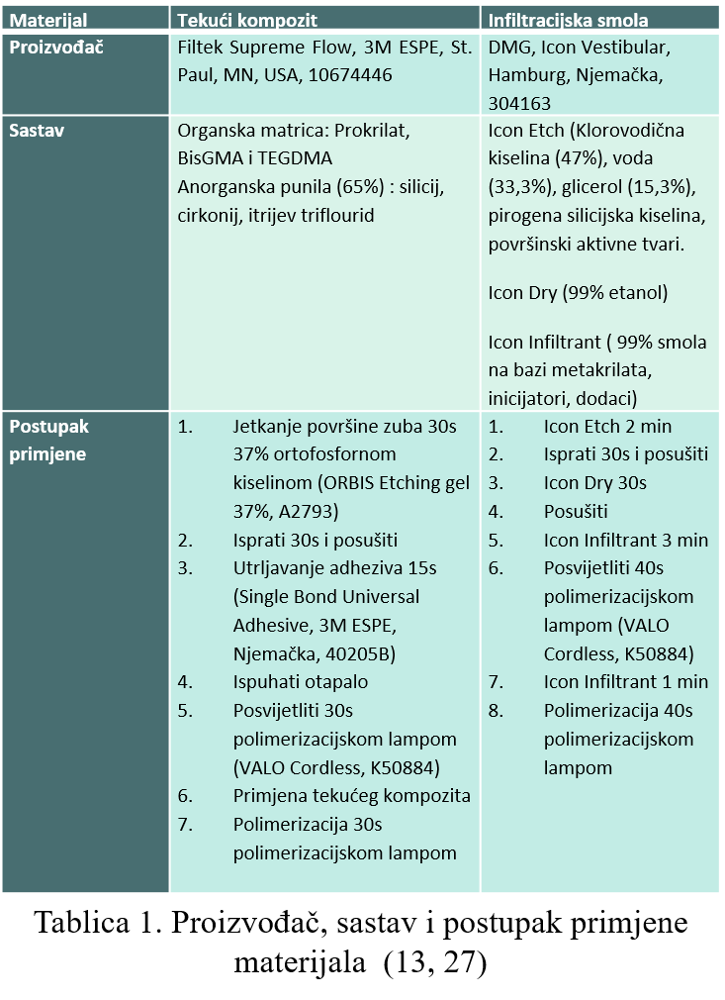 Materijal
Tekući kompozit
Infiltracijska smola
Proizvođač
Filtek Supreme Flow, 3M ESPE, St.
Paul, MN, USA, 10674446
DMG, Icon Vestibular,
Hamburg, Njemačka,
304163
Sastav
Organska matrica: Prokrilat,
BisGMA i TEGDMA
Anorganska punila (65%) : silicij,
cirkonij, itrijev triflourid
Icon Etch (Klorovodična
kiselina (47%), voda
(33,3%), glicerol (15,3%),
pirogena silicijska kiselina,
površinski aktivne tvari.
Icon Dry (99% etanol)
Icon Infiltrant ( 99% smola
na bazi metakrilata,
inicijatori, dodaci)
Postupak
primjene
1. Jetkanje površine zuba 30s
37% ortofosfornom
kiselinom (ORBIS Etching gel
37%, A2793)
2. Isprati 30s i posušiti
3. Utrljavanje adheziva 15s
(Single Bond Universal
Adhesive, 3M ESPE,
Njemačka, 40205B)
4. Ispuhati otapalo
5. Posvijetliti 30s
polimerizacijskom lampom
(VALO Cordless, K50884)
6. Primjena tekućeg kompozita
7. Polimerizacija 30s
polimerizacijskom lampom
1. Icon Etch 2 min
2. Isprati 30s i posušiti
3. Icon Dry 30s
4. Posušiti
5. Icon Infiltrant 3 min
6. Posvijetliti 40s
polimerizacijskom
lampom (VALO
Cordless, K50884)
7. Icon Infiltrant 1 min
8. Polimerizacija 40s
polimerizacijskom
lampom
Tablica 1. Proizvođač, sastav i postupak primjene
materijala (13, 27)